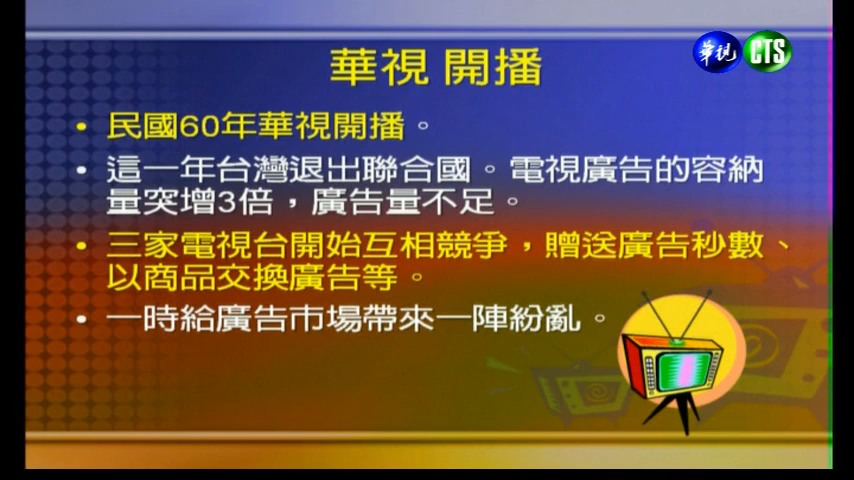 華視 開播
華視 CTS
• 民國60年華視開播。
• 這一年台灣退出聯合國。電視廣告的容納
量突增3倍，廣告量不足。
• 三家電視台開始互相競爭，贈送廣告秒數、
以商品交換廣告等。
• 一時給廣告市場帶來一陣紛亂。